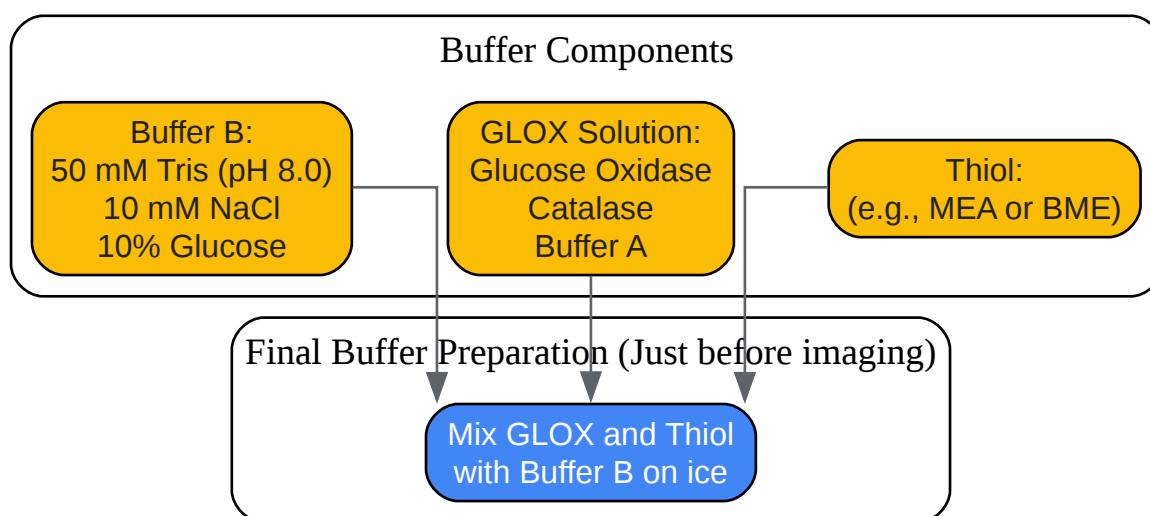 Buffer Components
Buffer B:
50 mM Tris (pH 8.0)
10 mM NaCl
10% Glucose
GLOX Solution:
Glucose Oxidase
Catalase
Buffer A
Thiol:
(e.g., MEA or BME)
Final Buffer Preparation (Just before imaging)
Mix GLOX and Thiol
with Buffer B on ice